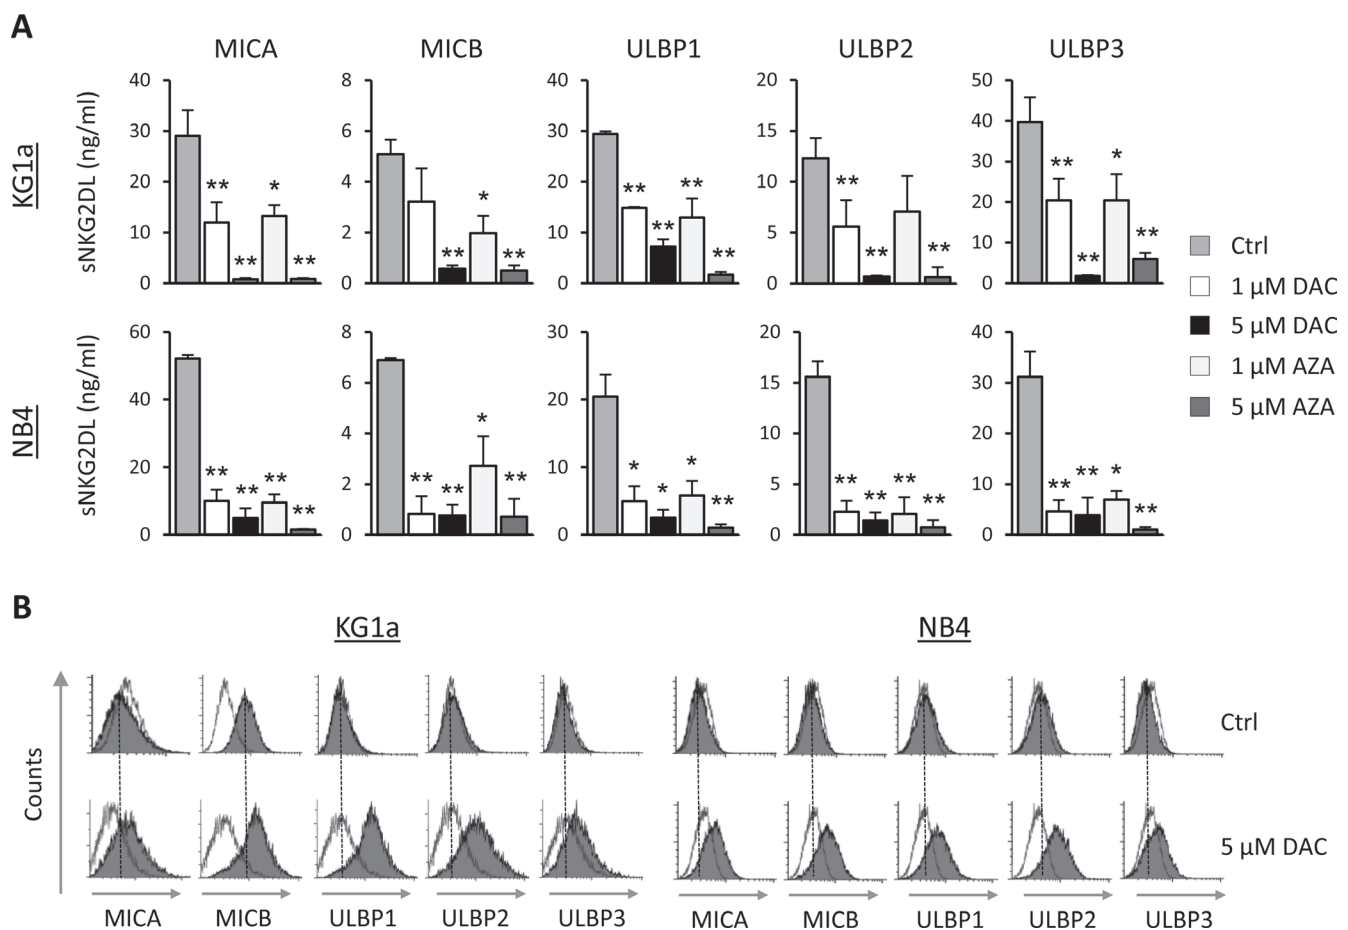 A
MICA MICB ULBP1 ULBP2 ULBP3
KG1a
sNKG2DL (ng/ml)
40 30 20 10 0
8 6 4 2 0
40 30 20 10 0
20 15 10 5 0
50 40 30 20 10 0
** ** * **
** * **
** ** ** **
** ** **
** ** * **
Ctrl
1 µM DAC
5 µM DAC
1 µM AZA
5 µM AZA
NB4
sNKG2DL (ng/ml)
60 40 20 0
8 6 4 2 0
30 20 10 0
20 15 10 5 0
40 30 20 10 0
** ** ** **
** ** * **
* * * **
** ** ** **
** ** * **
B
KG1a NB4
Counts
Ctrl
5 µM DAC
MICA MICB ULBP1 ULBP2 ULBP3 MICA MICB ULBP1 ULBP2 ULBP3